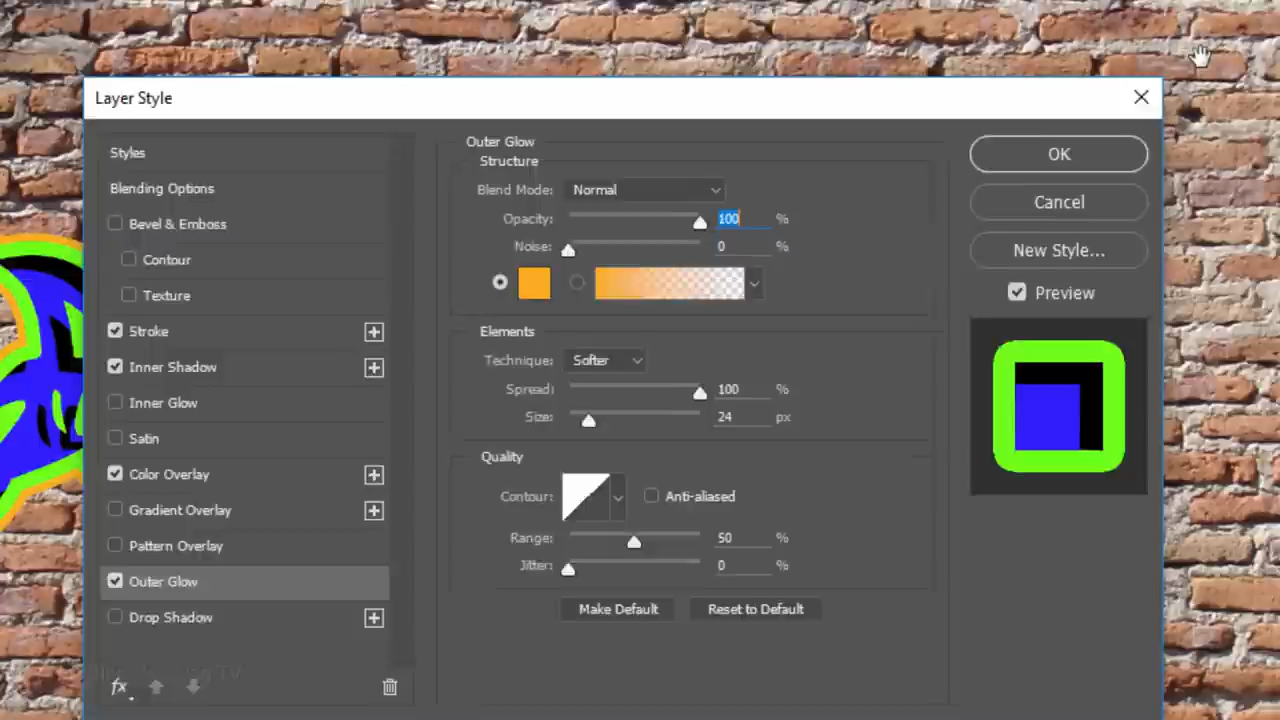 Layer Style
Styles
Blending Options
Bevel & Emboss
Contour
Texture
Stroke
Inner Shadow
Inner Glow
Satin
Color Overlay
Gradient Overlay
Pattern Overlay
Outer Glow
Drop Shadow
fx
Outer Glow
Structure
Blend Mode: Normal
Opacity: 100 %
Noise: 0 %
Elements
Technique: Softer
Spread: 100 %
Size: 24 px
Quality
Contour: Anti-aliased
Range: 50 %
Jitter: 0 %
Make Default Reset to Default
OK
Cancel
New Style...
Preview
TV